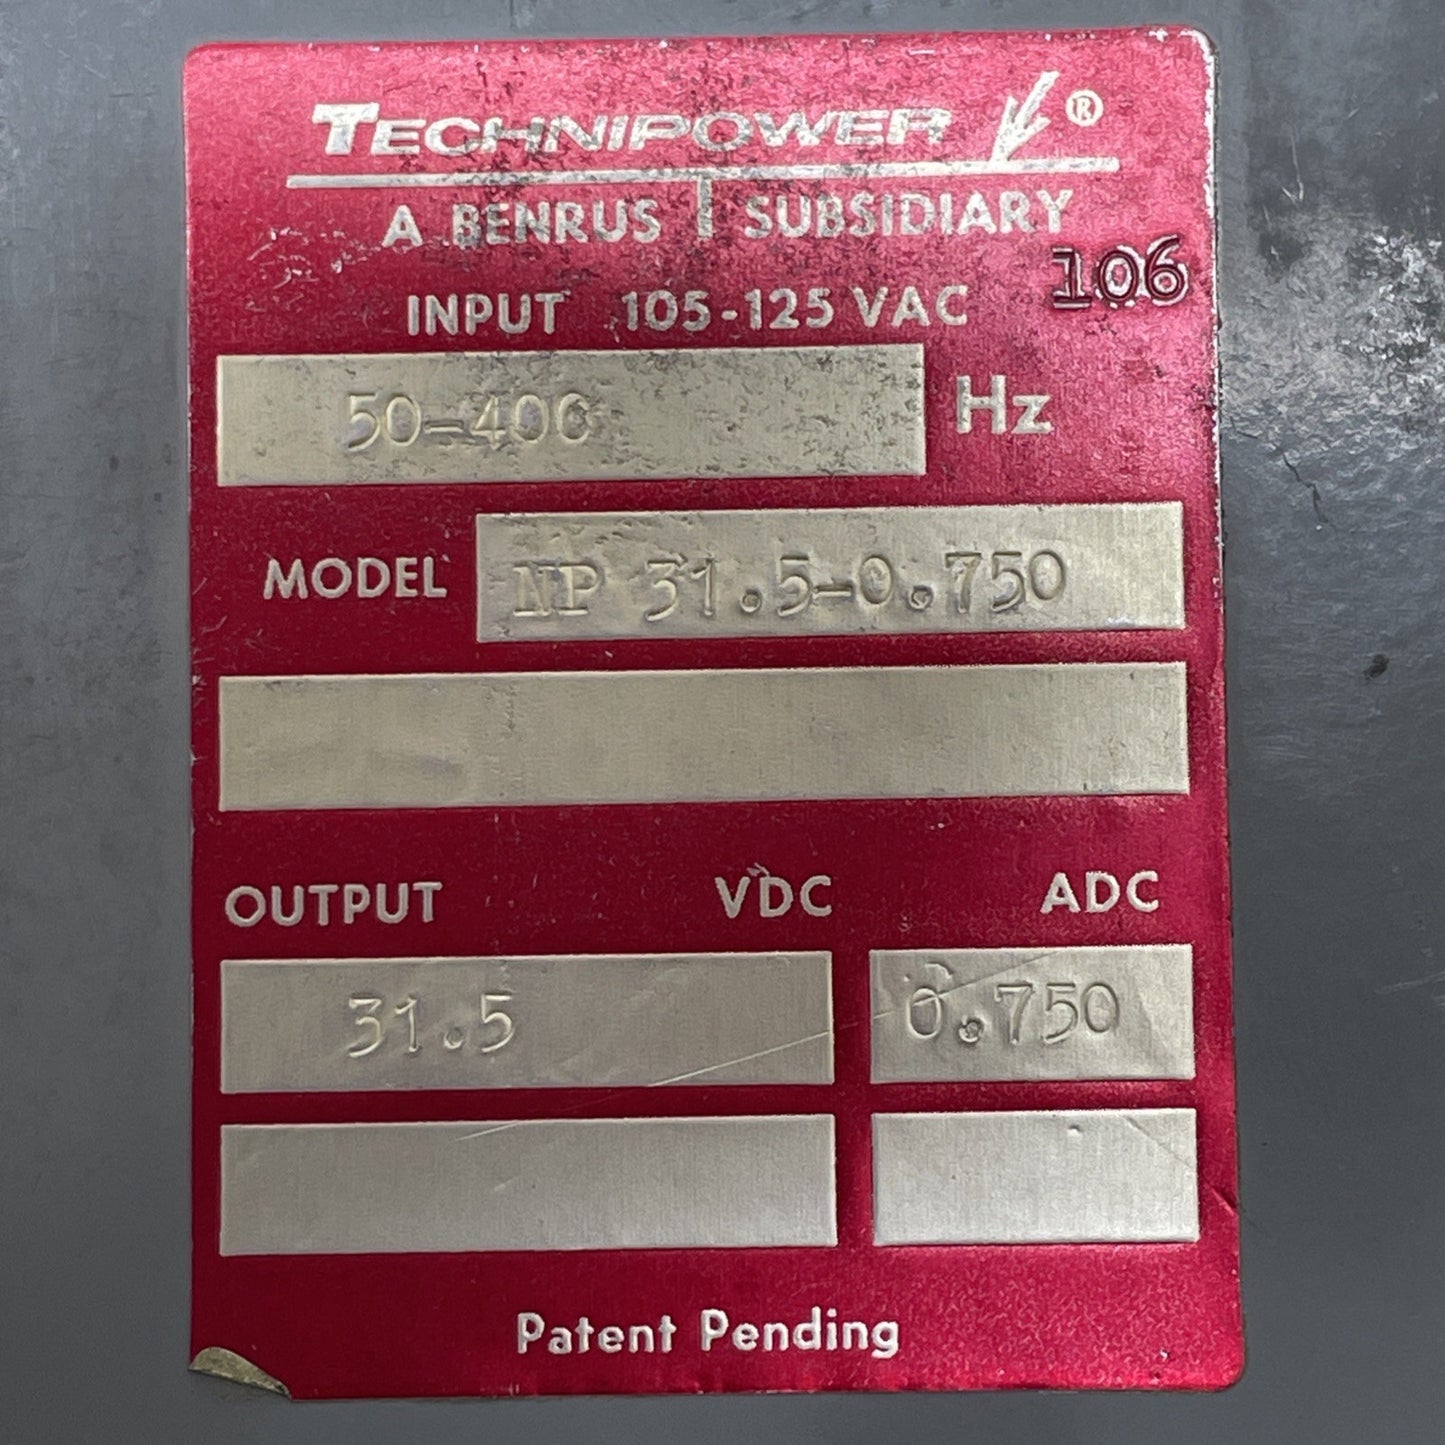 TECHNIPOWER ®
A BENRUS SUBSIDIARY
106
INPUT 105-125 VAC
50-400 Hz
MODEL NP 31.5-0.750
OUTPUT VDC ADC
31.5 0.750
Patent Pending